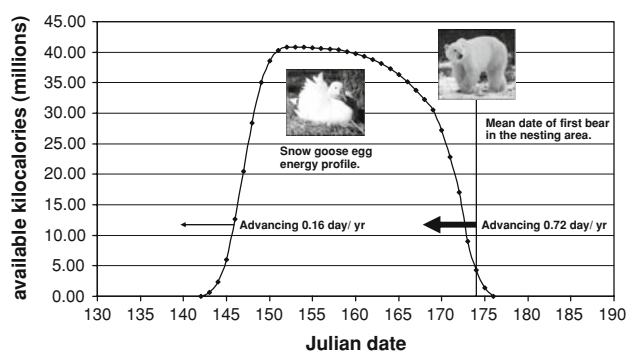 45.00
40.00
35.00
30.00
25.00
20.00
15.00
10.00
5.00
0.00
available kilocalories (millions)
Snow goose egg
energy profile.
Mean date of first bear
in the nesting area.
Advancing 0.16 day/ yr
Advancing 0.72 day/ yr
130 135 140 145 150 155 160 165 170 175 180 185 190
Julian date